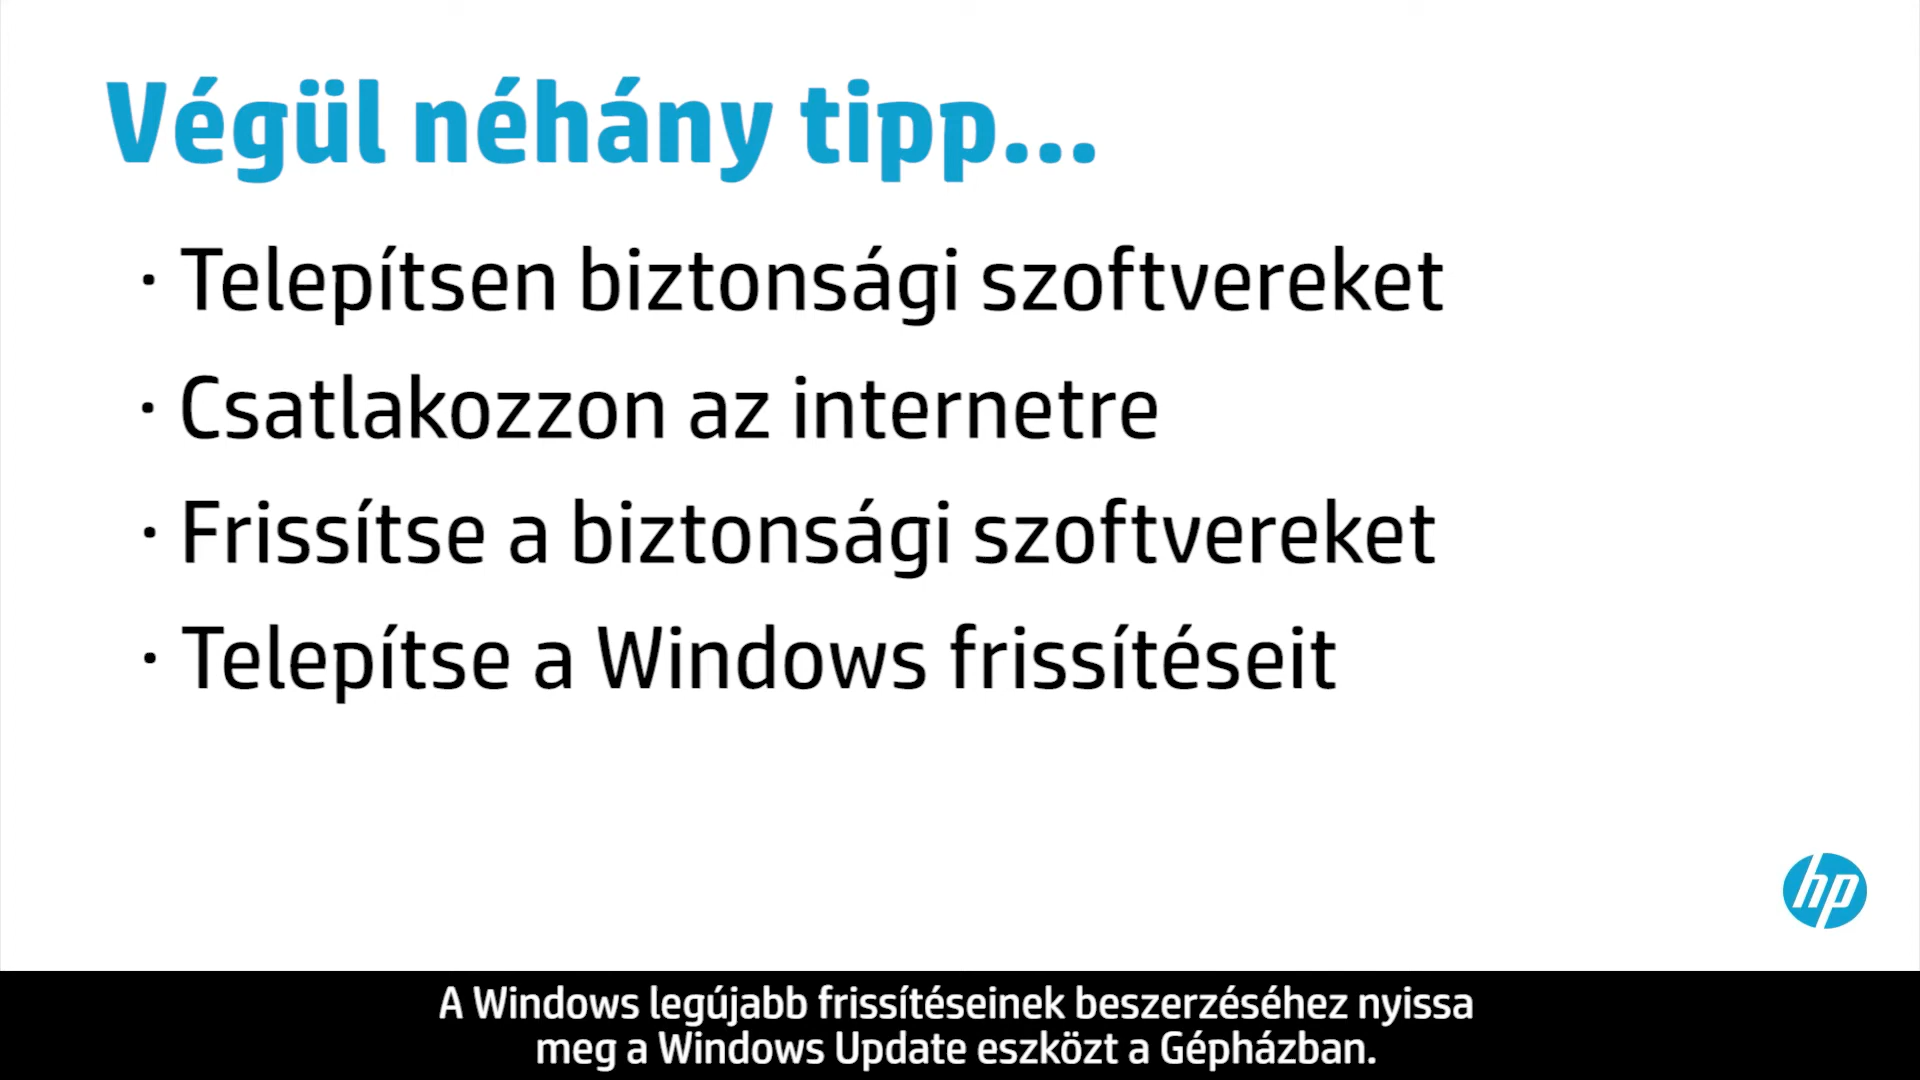 Végül néhány tipp...
· Telepítsen biztonsági szoftvereket
· Csatlakozzon az internetre
· Frissítse a biztonsági szoftvereket
· Telepítse a Windows frissítéseit
hp
A Windows legújabb frissítéseinek beszerzéséhez nyissa
meg a Windows Update eszközt a Gépházban.